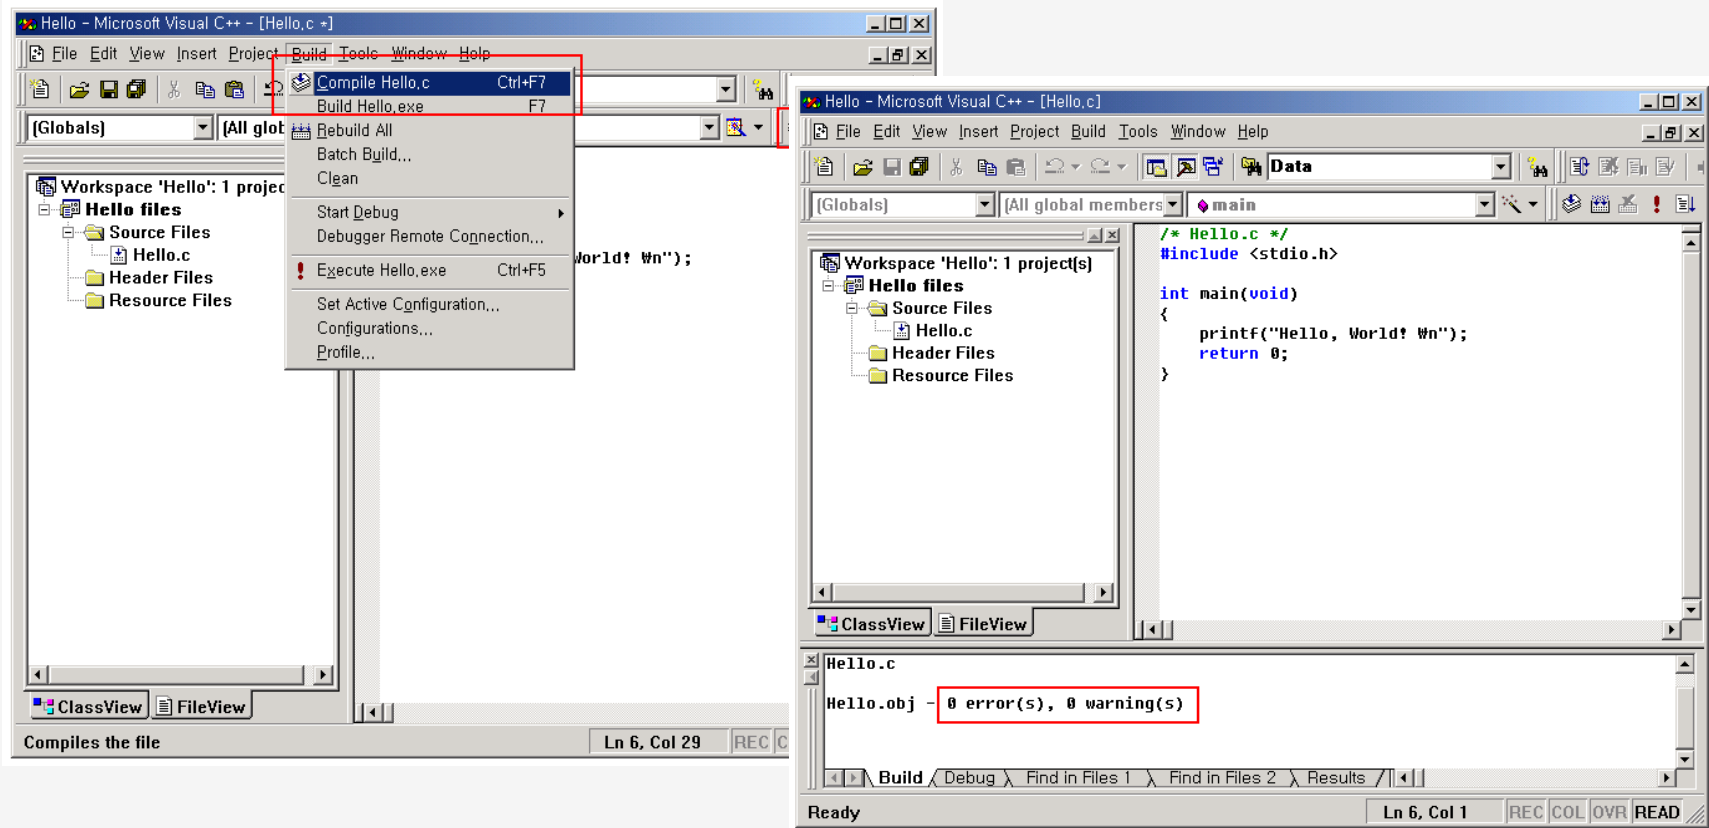 Hello - Microsoft Visual C++ - [Hello.c *]
File Edit View Insert Project Build Tools Window Help
Compile Hello.c Ctrl+F7
Build Hello.exe F7
Rebuild All
Batch Build...
Clean
Start Debug
Debugger Remote Connection...
Execute Hello.exe Ctrl+F5
Set Active Configuration...
Configurations...
Profile...
(Globals)
(All glob
Workspace 'Hello': 1 projec
Hello files
Source Files
Hello.c
Header Files
Resource Files
World! ₩n");
ClassView FileView
Compiles the file
Ln 6, Col 29 REC C
Hello - Microsoft Visual C++ - [Hello.c]
File Edit View Insert Project Build Tools Window Help
Data
(Globals) (All global members main
Workspace 'Hello': 1 project(s)
Hello files
Source Files
Hello.c
Header Files
Resource Files
ClassView FileView
/* Hello.c */
#include <stdio.h>
int main(void)
{
printf("Hello, World! ₩n");
return 0;
}
Hello.c
Hello.obj - 0 error(s), 0 warning(s)
Build Debug Find in Files 1 Find in Files 2 Results
Ready
Ln 6, Col 1 REC COL OVR READ